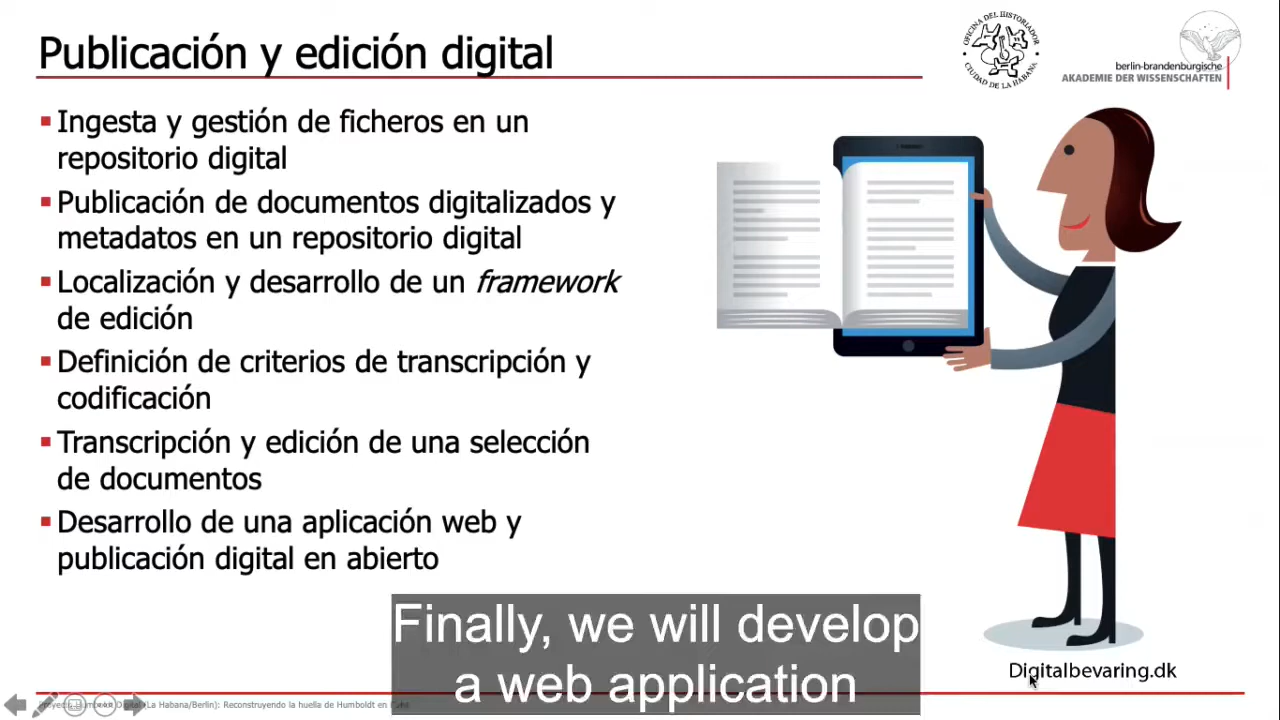 Publicación y edición digital
OFICINA DEL HISTORIADOR
CIUDAD DE LA HABANA
berlin-brandenburgische
AKADEMIE DER WISSENSCHAFTEN
Ingesta y gestión de ficheros en un
repositorio digital
Publicación de documentos digitalizados y
metadatos en un repositorio digital
Localización y desarrollo de un framework
de edición
Definición de criterios de transcripción y
codificación
Transcripción y edición de una selección
de documentos
Desarrollo de una aplicación web y
publicación digital en abierto
Finally, we will develop
a web application
Digitalbevaring.dk
(La Habana/Berlin): Reconstruyendo la huella de Humboldt en